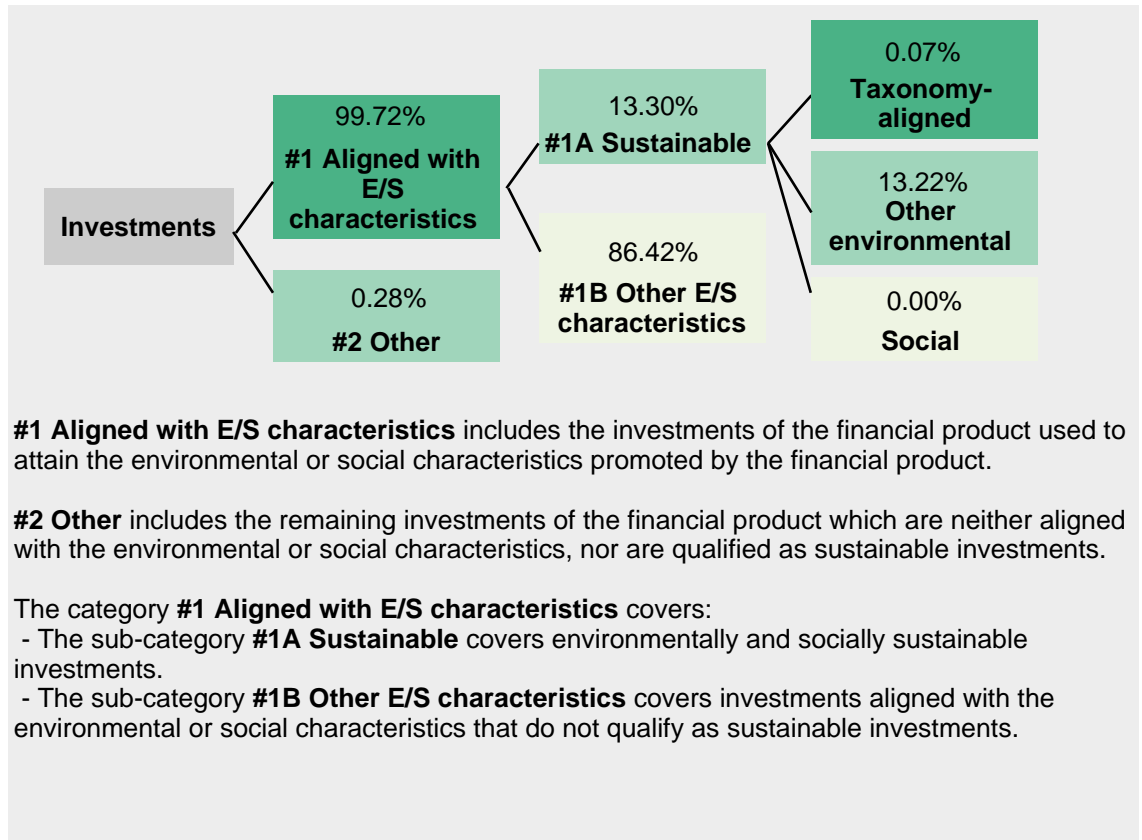 Investments
99.72%
#1 Aligned with
E/S
characteristics
0.28%
#2 Other
13.30%
#1A Sustainable
86.42%
#1B Other E/S
characteristics
0.07%
Taxonomy-
aligned
13.22%
Other
environmental
0.00%
Social
#1 Aligned with E/S characteristics includes the investments of the financial product used to
attain the environmental or social characteristics promoted by the financial product.
#2 Other includes the remaining investments of the financial product which are neither aligned
with the environmental or social characteristics, nor are qualified as sustainable investments.
The category #1 Aligned with E/S characteristics covers:
- The sub-category #1A Sustainable covers environmentally and socially sustainable
investments.
- The sub-category #1B Other E/S characteristics covers investments aligned with the
environmental or social characteristics that do not qualify as sustainable investments.